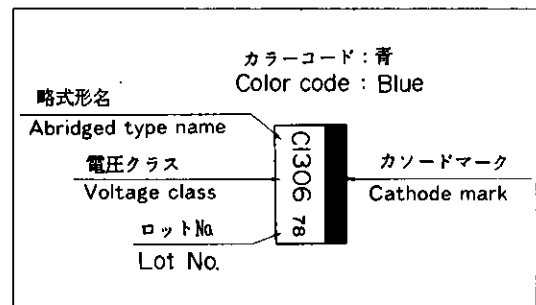 カラーコード：青
Color code : Blue
略式形名
Abridged type name
電圧クラス
Voltage class
ロットNo.
Lot No.
C1306 78
カソードマーク
Cathode mark